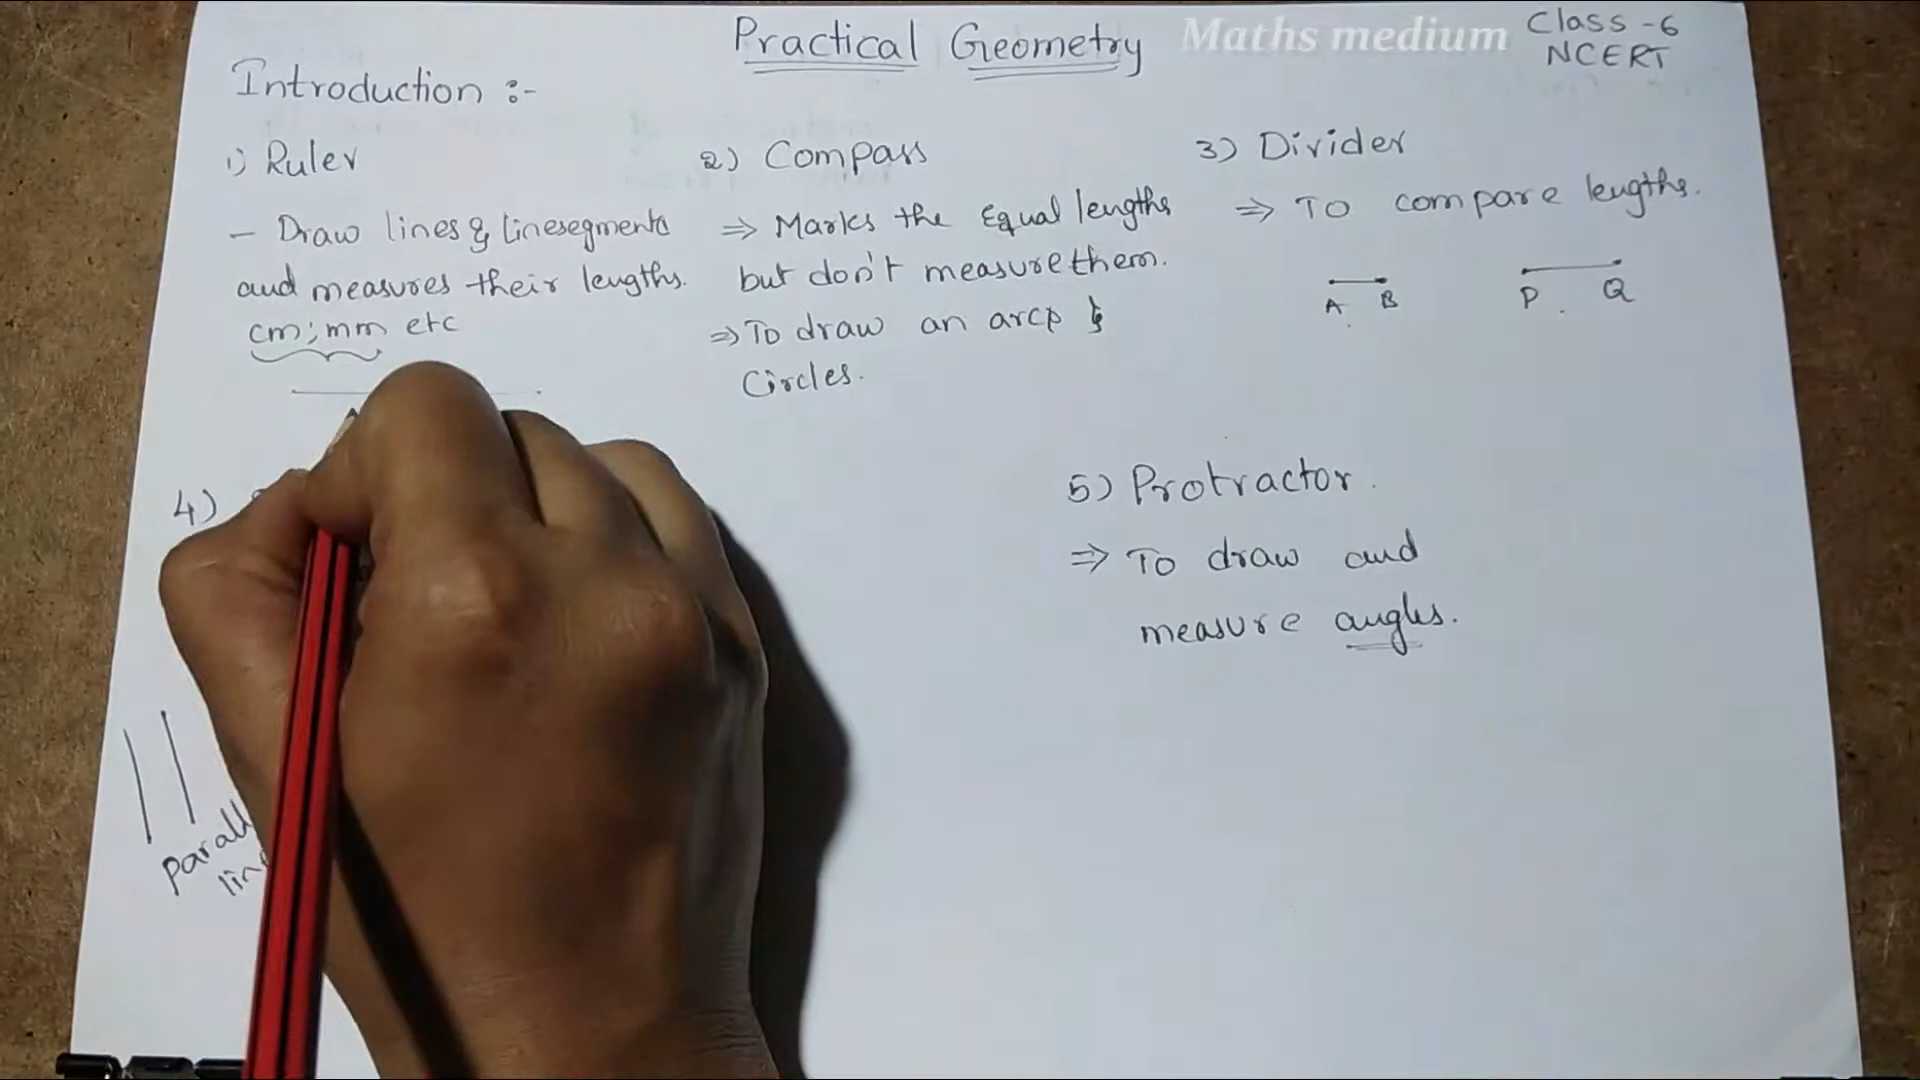 Practical Geometry
Maths medium
Class -6
NCERT
Introduction :-
1) Ruler
- Draw lines & linesegments
and measures their lengths.
cm; mm etc
2) Compass
⇒ Marks the Equal lengths
but don't measure them.
⇒ To draw an arcs &
Circles.
3) Divider
⇒ To compare lengths.
A B
P Q
4)
5) Protractor.
⇒ To draw and
measure angles.